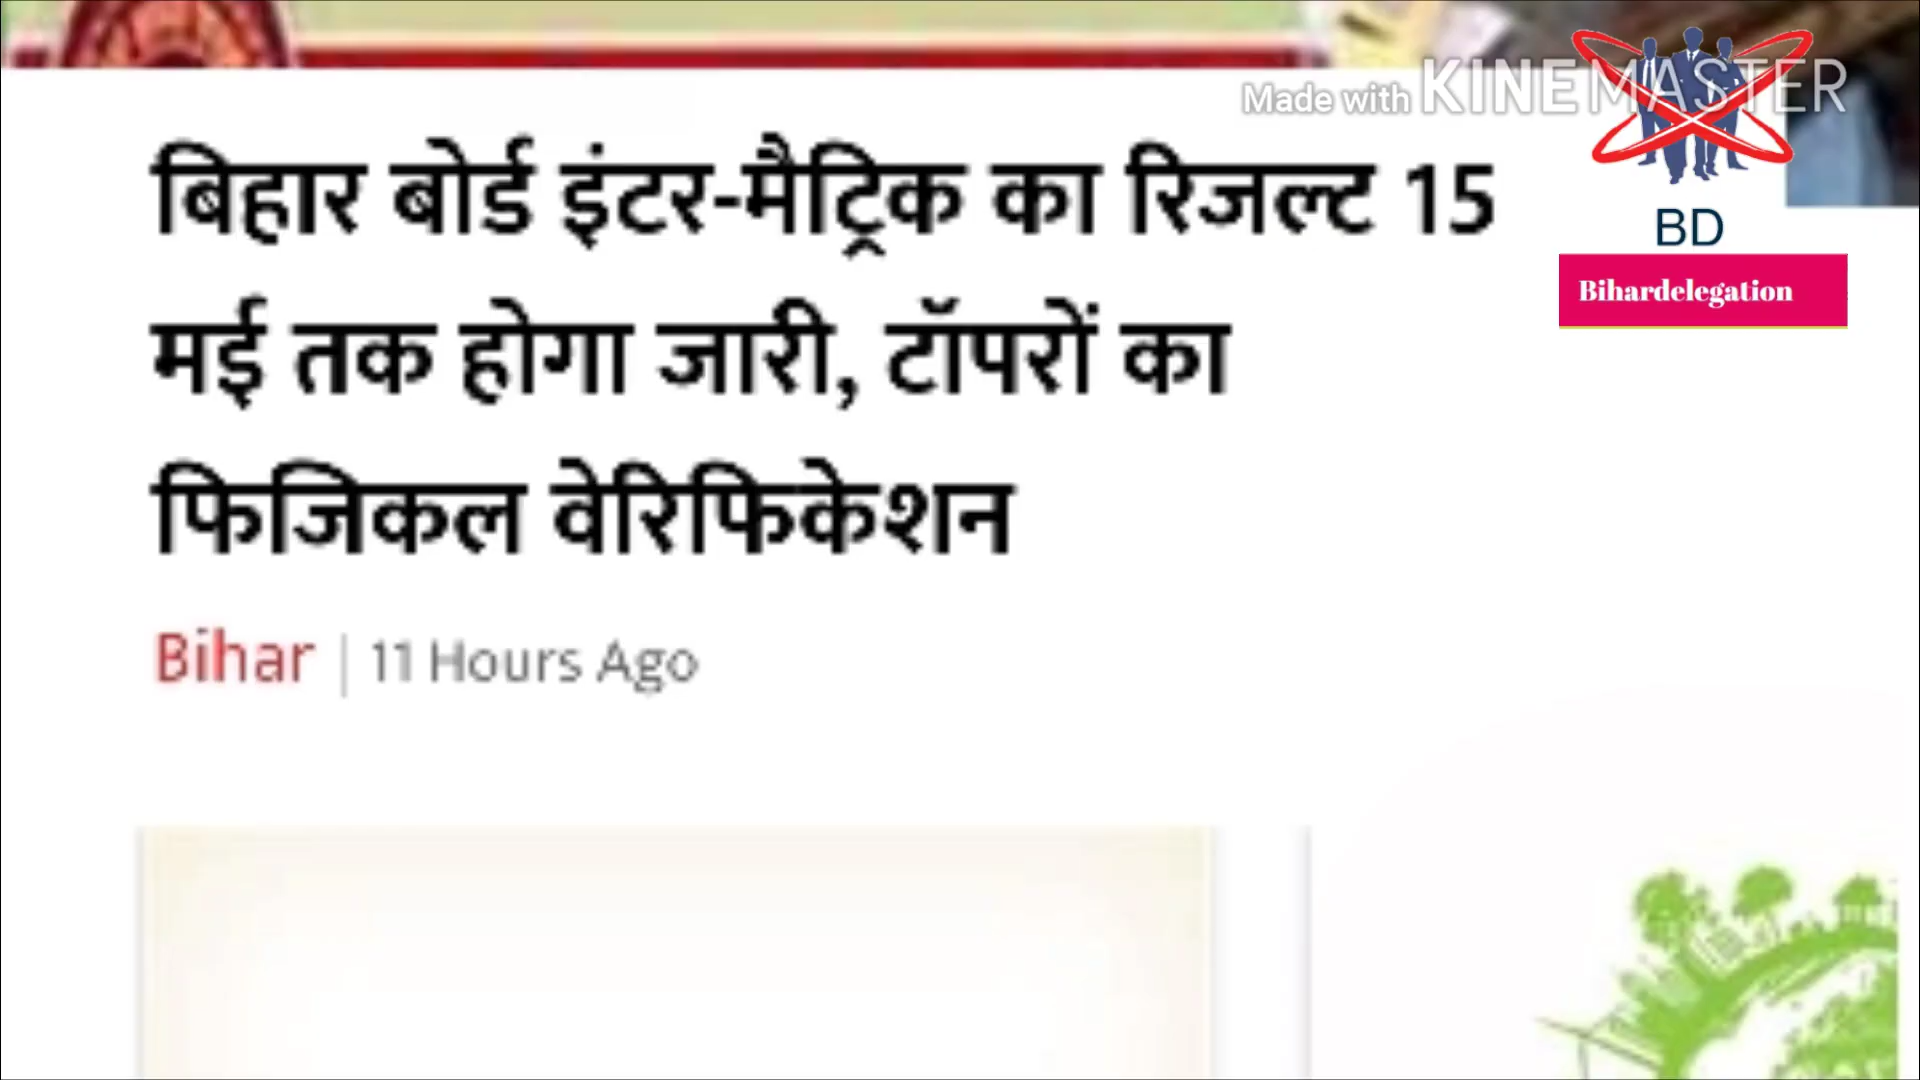 Made with KINEMASTER
बिहार बोर्ड इंटर-मैट्रिक का रिजल्ट 15
मई तक होगा जारी, टॉपरों का
फिजिकल वेरिफिकेशन
BD
Bihardelegation
Bihar | 11 Hours Ago